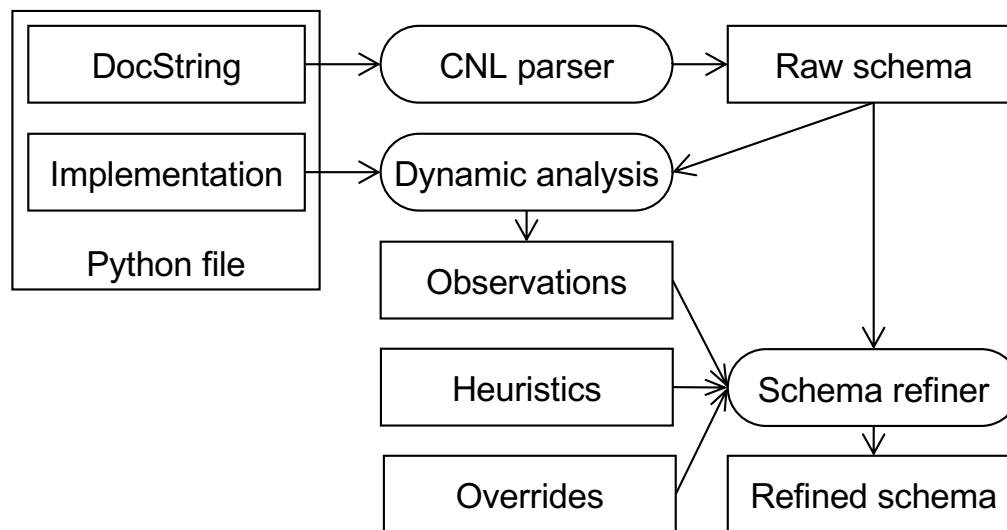 DocString
CNL parser
Raw schema
Implementation
Dynamic analysis
Python file
Observations
Heuristics
Schema refiner
Overrides
Refined schema